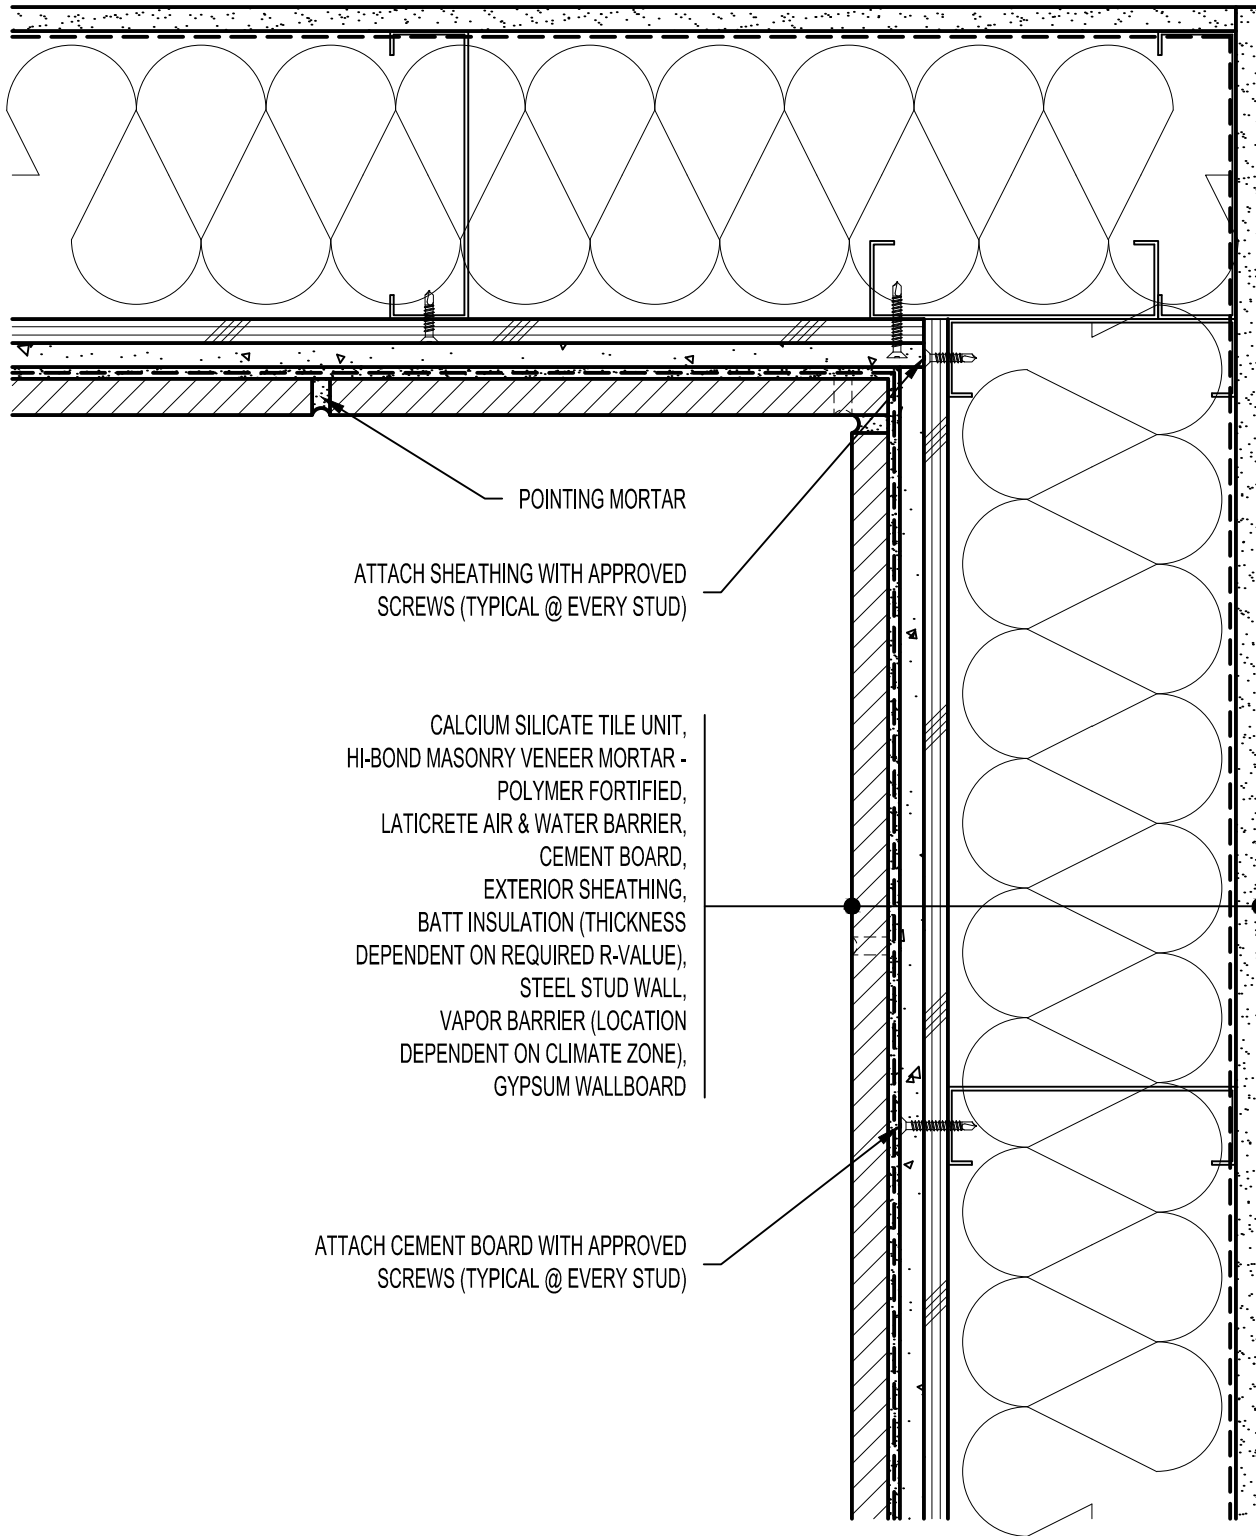 POINTING MORTAR
ATTACH SHEATHING WITH APPROVED
SCREWS (TYPICAL @ EVERY STUD)
CALCIUM SILICATE TILE UNIT,
HI-BOND MASONRY VENEER MORTAR -
POLYMER FORTIFIED,
LATICRETE AIR & WATER BARRIER,
CEMENT BOARD,
EXTERIOR SHEATHING,
BATT INSULATION (THICKNESS
DEPENDENT ON REQUIRED R-VALUE),
STEEL STUD WALL,
VAPOR BARRIER (LOCATION
DEPENDENT ON CLIMATE ZONE),
GYPSUM WALLBOARD
ATTACH CEMENT BOARD WITH APPROVED
SCREWS (TYPICAL @ EVERY STUD)